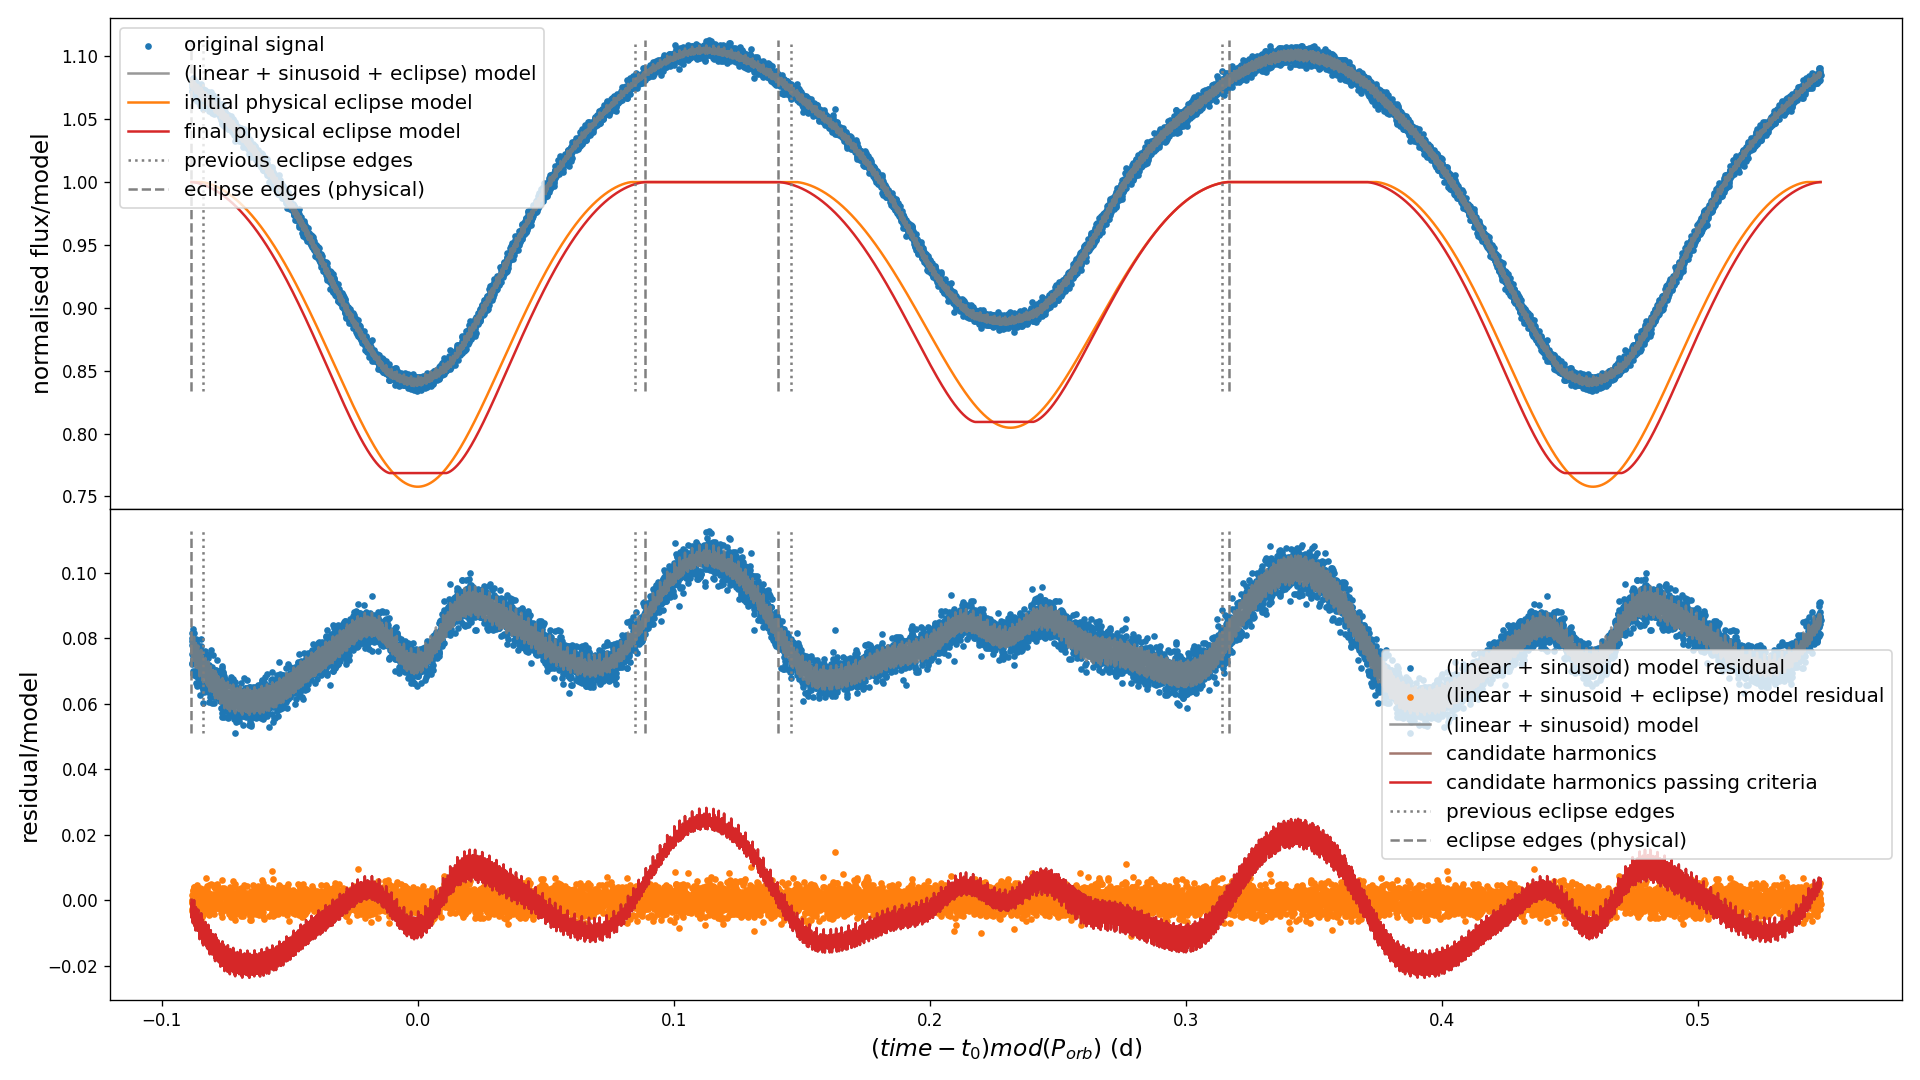 original signal
(linear + sinusoid + eclipse) model
initial physical eclipse model
final physical eclipse model
previous eclipse edges
eclipse edges (physical)
normalised flux/model
1.10
1.05
1.00
0.95
0.90
0.85
0.80
0.75
(linear + sinusoid) model residual
(linear + sinusoid + eclipse) model residual
(linear + sinusoid) model
candidate harmonics
candidate harmonics passing criteria
previous eclipse edges
eclipse edges (physical)
residual/model
0.10
0.08
0.06
0.04
0.02
0.00
−0.02
−0.1 0.0 0.1 0.2 0.3 0.4 0.5
(time − t₀)mod(Pₒᵣb) (d)